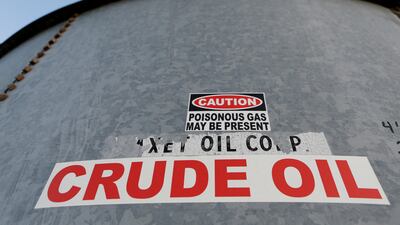 CAUTION
POISONOUS GAS
MAY BE PRESENT
OIL CORP
CRUDE OIL